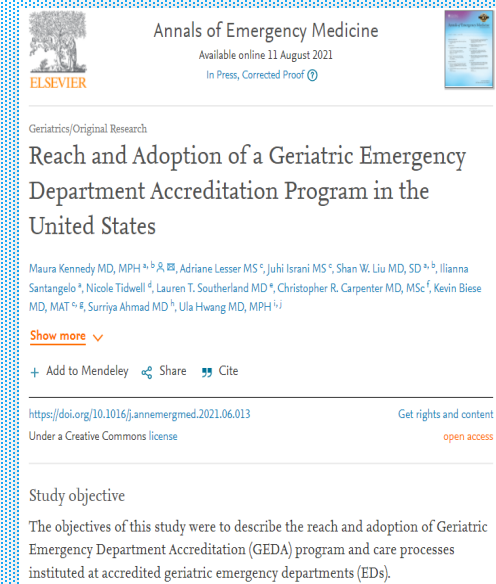 ELSEVIER
Annals of Emergency Medicine
Available online 11 August 2021
In Press, Corrected Proof ?
Geriatrics/Original Research
Reach and Adoption of a Geriatric Emergency
Department Accreditation Program in the
United States
Maura Kennedy MD, MPH a, b, Adriane Lesser MS c, Juhi Israni MS c, Shan W. Liu MD, SD a, b, Ilianna
Santangelo a, Nicole Tidwell d, Lauren T. Southerland MD e, Christopher R. Carpenter MD, MSc f, Kevin Biese
MD, MAT c, g, Surriya Ahmad MD h, Ula Hwang MD, MPH i, j
Show more
+ Add to Mendeley Share Cite
https://doi.org/10.1016/j.annemergmed.2021.06.013 Get rights and content
Under a Creative Commons license open access
Study objective
The objectives of this study were to describe the reach and adoption of Geriatric
Emergency Department Accreditation (GEDA) program and care processes
instituted at accredited geriatric emergency departments (EDs).